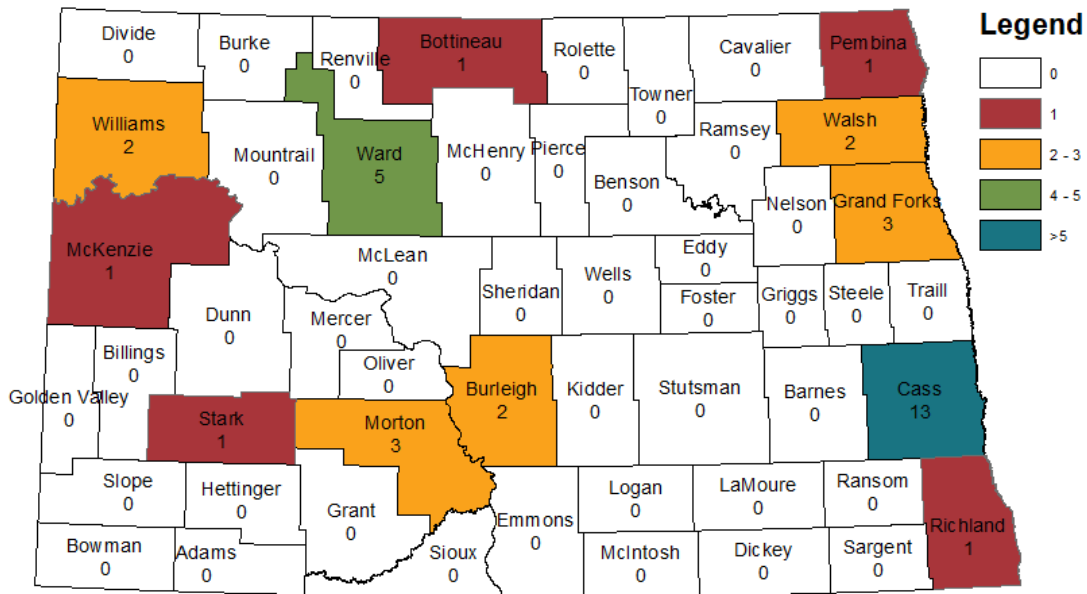 Divide
0
Burke
0
Renville
0
Bottineau
1
Rolette
0
Towner
0
Cavalier
0
Pembina
1
Legend
0
1
2 - 3
4 - 5
>5
Williams
2
Mountrail
0
Ward
5
McHenry
0
Pierce
0
Benson
0
Ramsey
0
Walsh
2
Nelson
0
Grand Forks
3
McKenzie
1
Dunn
0
McLean
0
Mercer
0
Oliver
0
Sheridan
0
Wells
0
Eddy
0
Foster
0
Griggs
0
Steele
0
Traill
0
Golden Valley
0
Billings
0
Stark
1
Morton
3
Burleigh
2
Kidder
0
Stutsman
0
Barnes
0
Cass
13
Slope
0
Hettinger
0
Grant
0
Bowman
0
Adams
0
Sioux
0
Emmons
0
Logan
0
LaMoure
0
Ransom
0
McIntosh
0
Dickey
0
Sargent
0
Richland
1